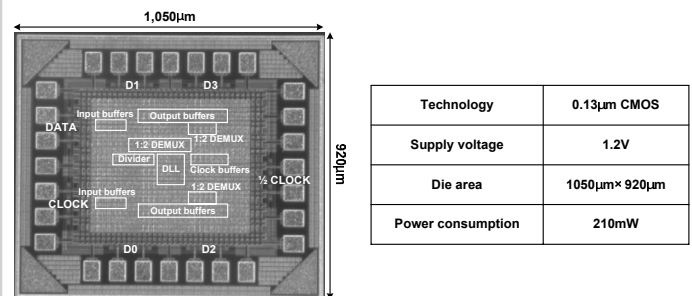 1,050μm
D1
D3
Input buffers
Output buffers
DATA
1:2 DEMUX
1:2 DEMUX
Divider
DLL
Clock buffers
½ CLOCK
Input buffers
1:2 DEMUX
CLOCK
Output buffers
D0
D2
920μm
Technology
0.13μm CMOS
Supply voltage
1.2V
Die area
1050μm× 920μm
Power consumption
210mW